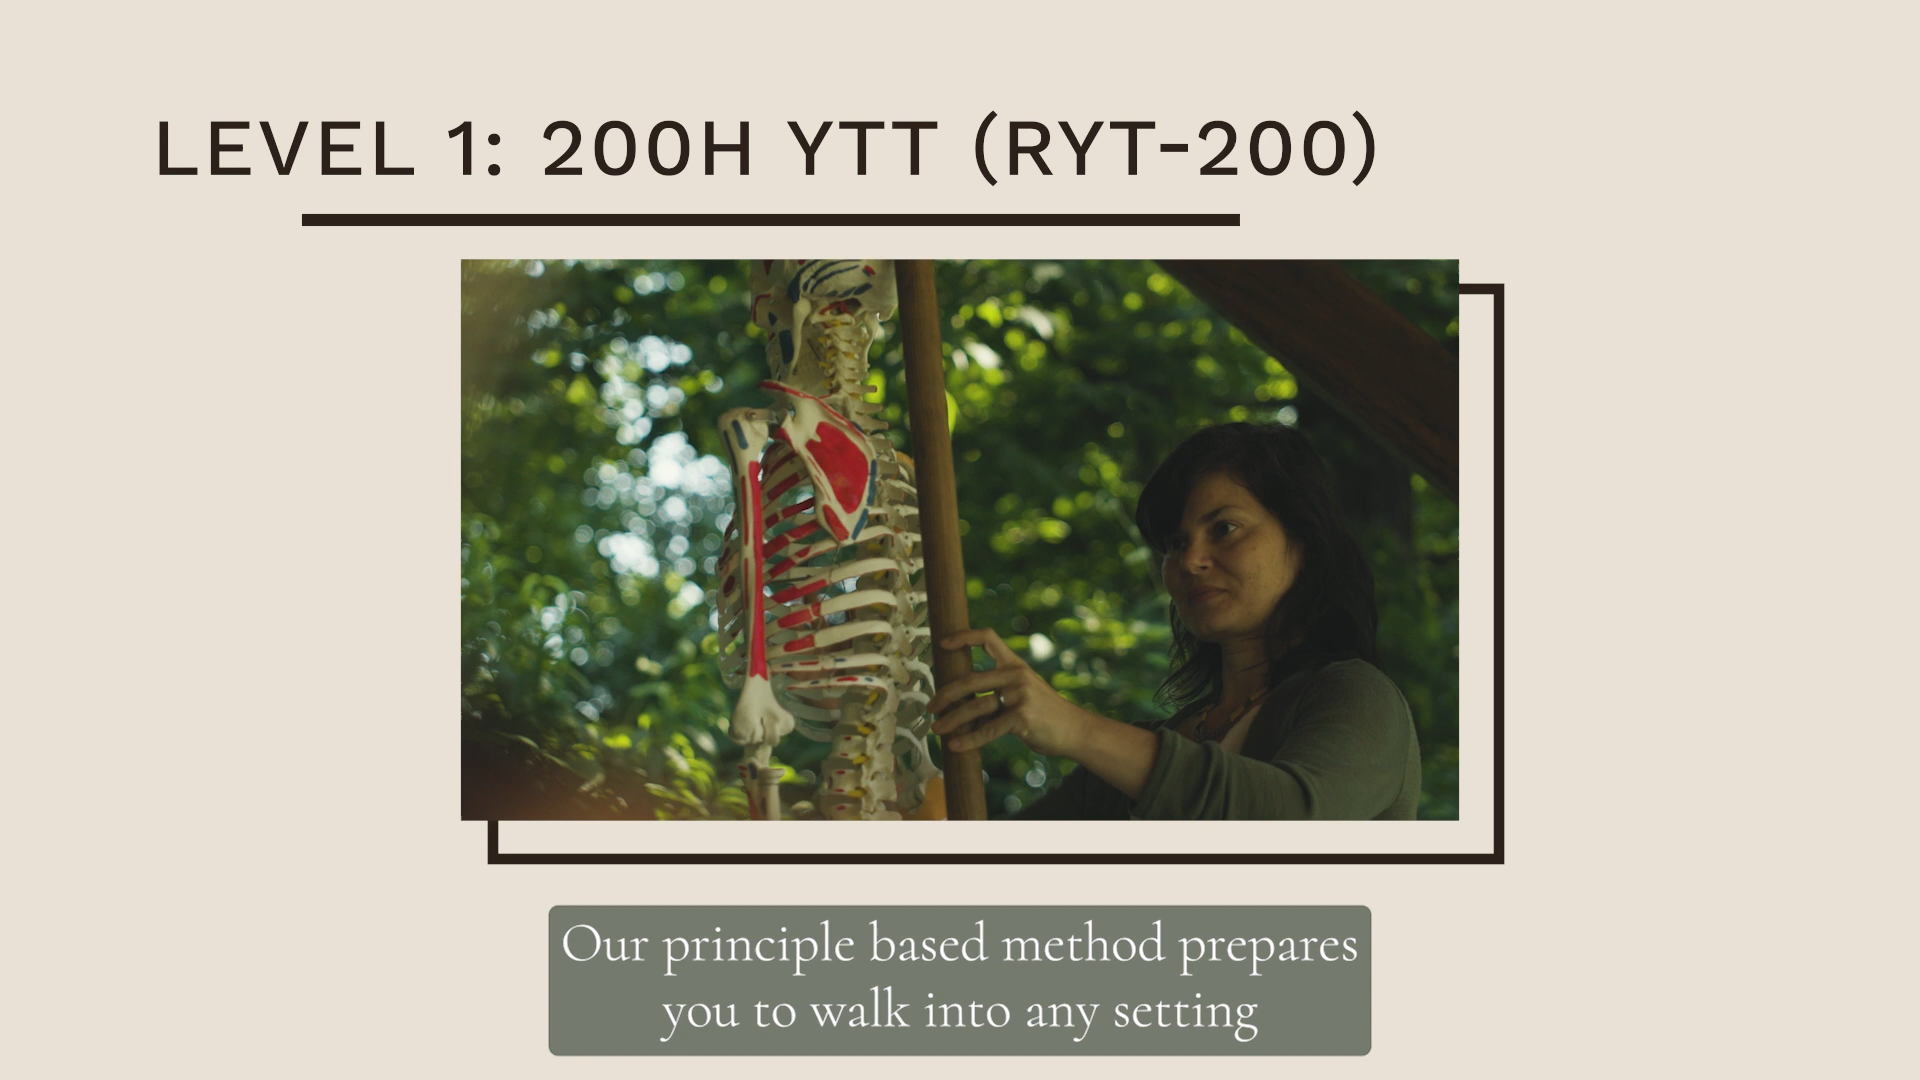 LEVEL 1: 200H YTT (RYT-200)
Our principle based method prepares
you to walk into any setting